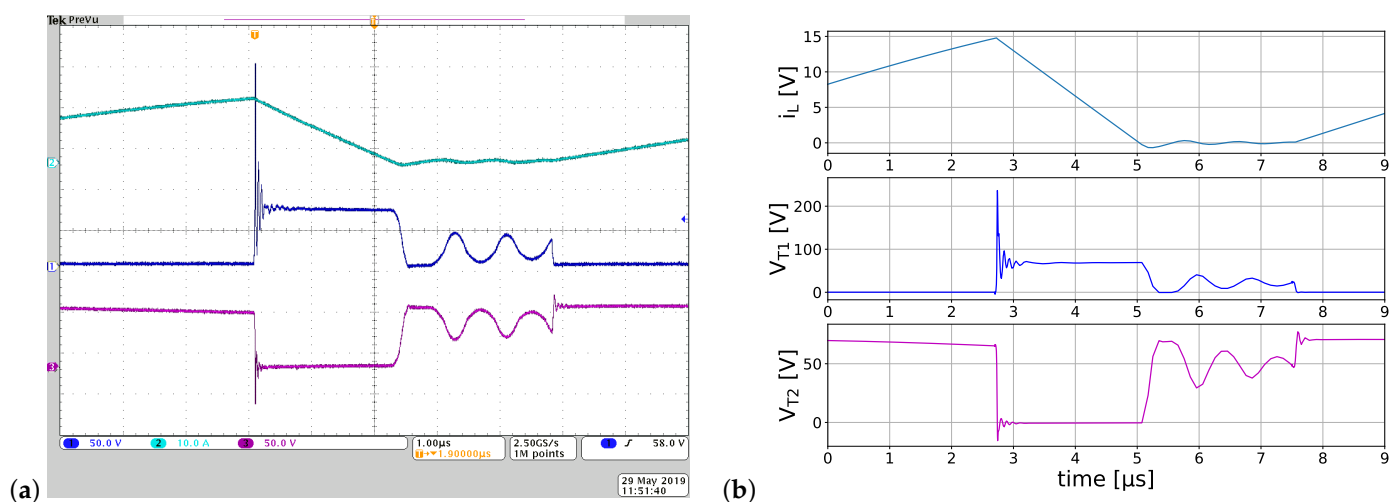 Tek PreVu
T
T
2
1
3
1 50.0 V 2 10.0 A 3 50.0 V
1.00µs
T→▼1.90000µs
2.50GS/s
1M points
1 58.0 V
29 May 2019
11:51:40
(a)
15
10
5
0
i_L [V]
0 1 2 3 4 5 6 7 8 9
200
100
0
V_T1 [V]
0 1 2 3 4 5 6 7 8 9
50
0
V_T2 [V]
0 1 2 3 4 5 6 7 8 9
time [µs]
(b)